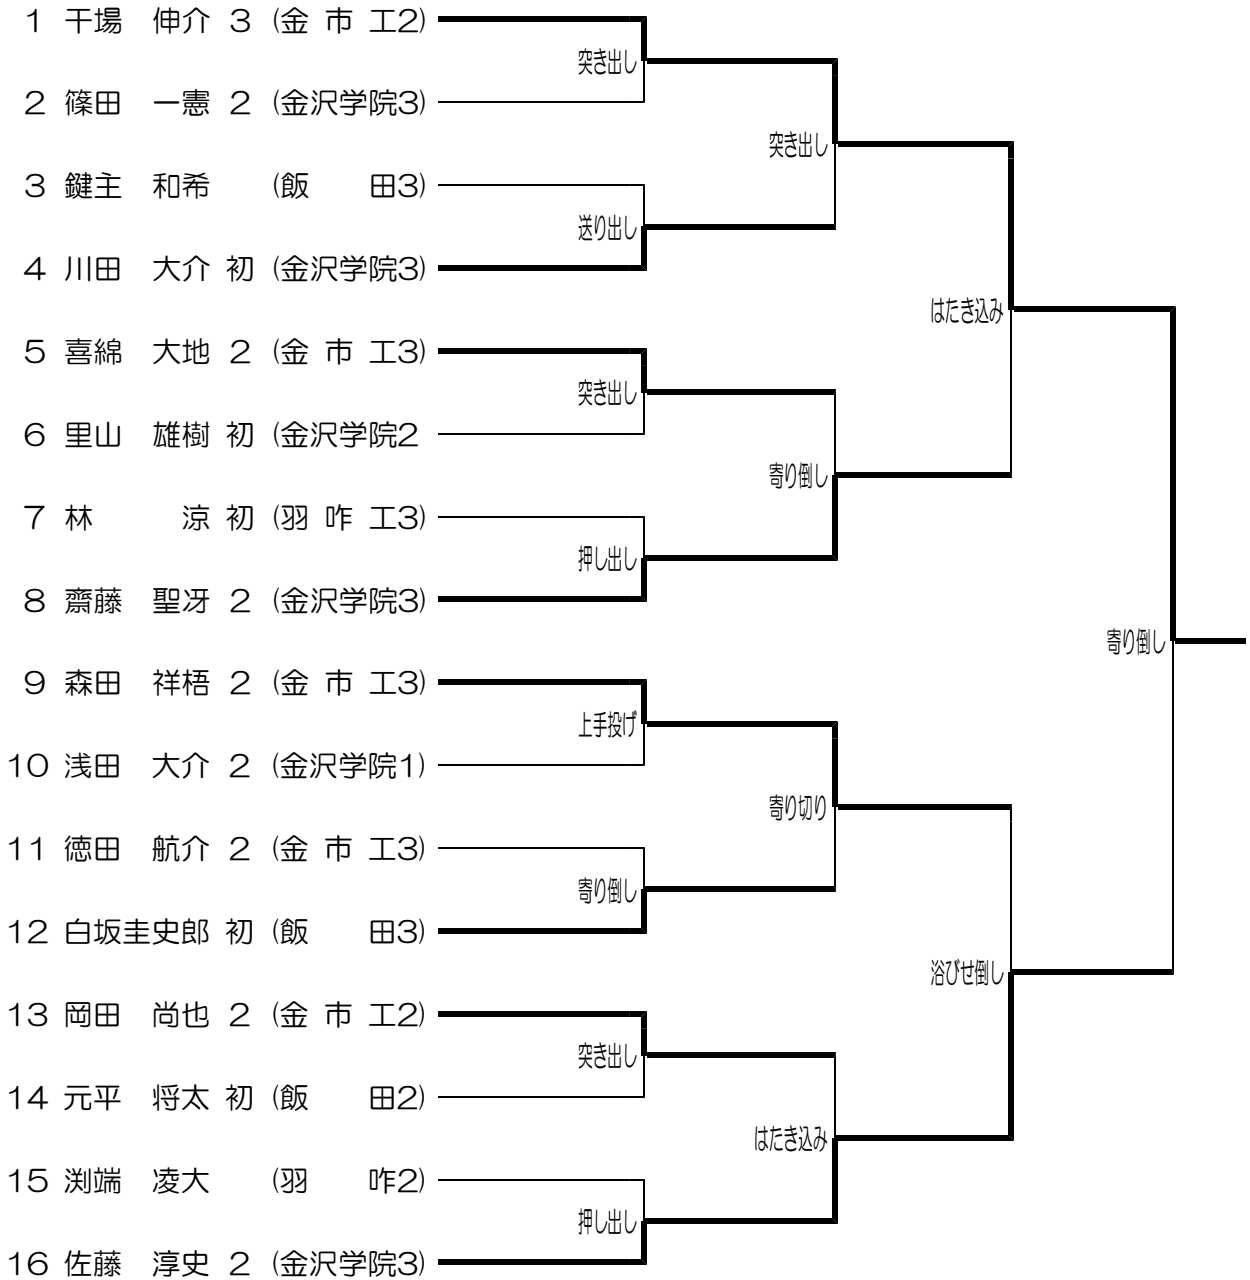 1 干場 伸介 3 (金 市 工2)
突き出し
2 篠田 一憲 2 (金沢学院3)
突き出し
3 鍵主 和希 (飯 田3)
送り出し
4 川田 大介 初 (金沢学院3)
はたき込み
5 喜綿 大地 2 (金 市 工3)
突き出し
6 里山 雄樹 初 (金沢学院2
寄り倒し
7 林 涼 初 (羽 咋 工3)
押し出し
8 齋藤 聖冴 2 (金沢学院3)
寄り倒し
9 森田 祥梧 2 (金 市 工3)
上手投げ
10 浅田 大介 2 (金沢学院1)
寄り切り
11 徳田 航介 2 (金 市 工3)
寄り倒し
12 白坂圭史郎 初 (飯 田3)
浴びせ倒し
13 岡田 尚也 2 (金 市 工2)
突き出し
14 元平 将太 初 (飯 田2)
はたき込み
15 渕端 凌大 (羽 咋2)
押し出し
16 佐藤 淳史 2 (金沢学院3)